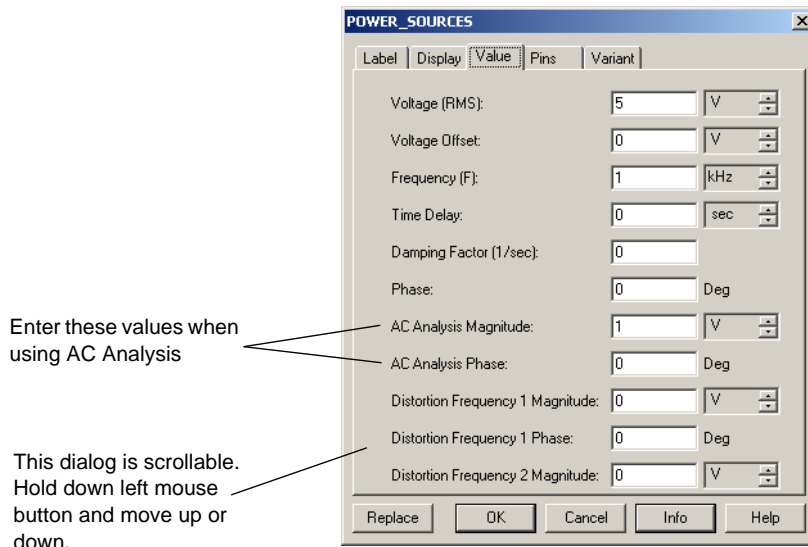 POWER_SOURCES
Label Display Value Pins Variant
Voltage (RMS): 5 V
Voltage Offset: 0 V
Frequency (F): 1 kHz
Time Delay: 0 sec
Damping Factor (1/sec): 0
Phase: 0 Deg
Enter these values when
using AC Analysis
AC Analysis Magnitude: 1 V
AC Analysis Phase: 0 Deg
Distortion Frequency 1 Magnitude: 0 V
Distortion Frequency 1 Phase: 0 Deg
Distortion Frequency 2 Magnitude: 0 V
This dialog is scrollable.
Hold down left mouse
button and move up or
down.
Replace OK Cancel Info Help